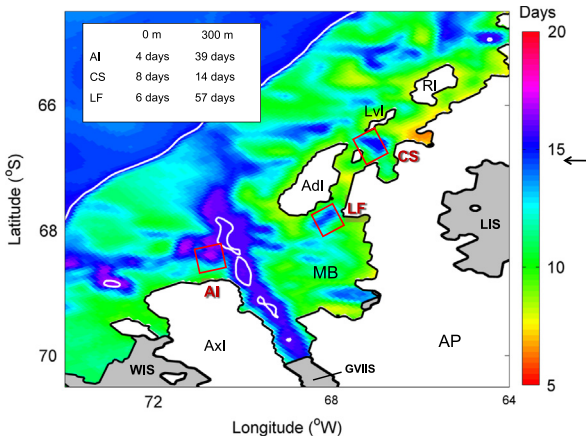 Days
0 m 300 m
AI 4 days 39 days
CS 8 days 14 days
LF 6 days 57 days
20
15
10
5
66
68
70
Latitude (°S)
RI
LvI
CS
AdI
LF
LIS
MB
AI
AxI
AP
WIS
GVIIS
72
68
64
Longitude (°W)